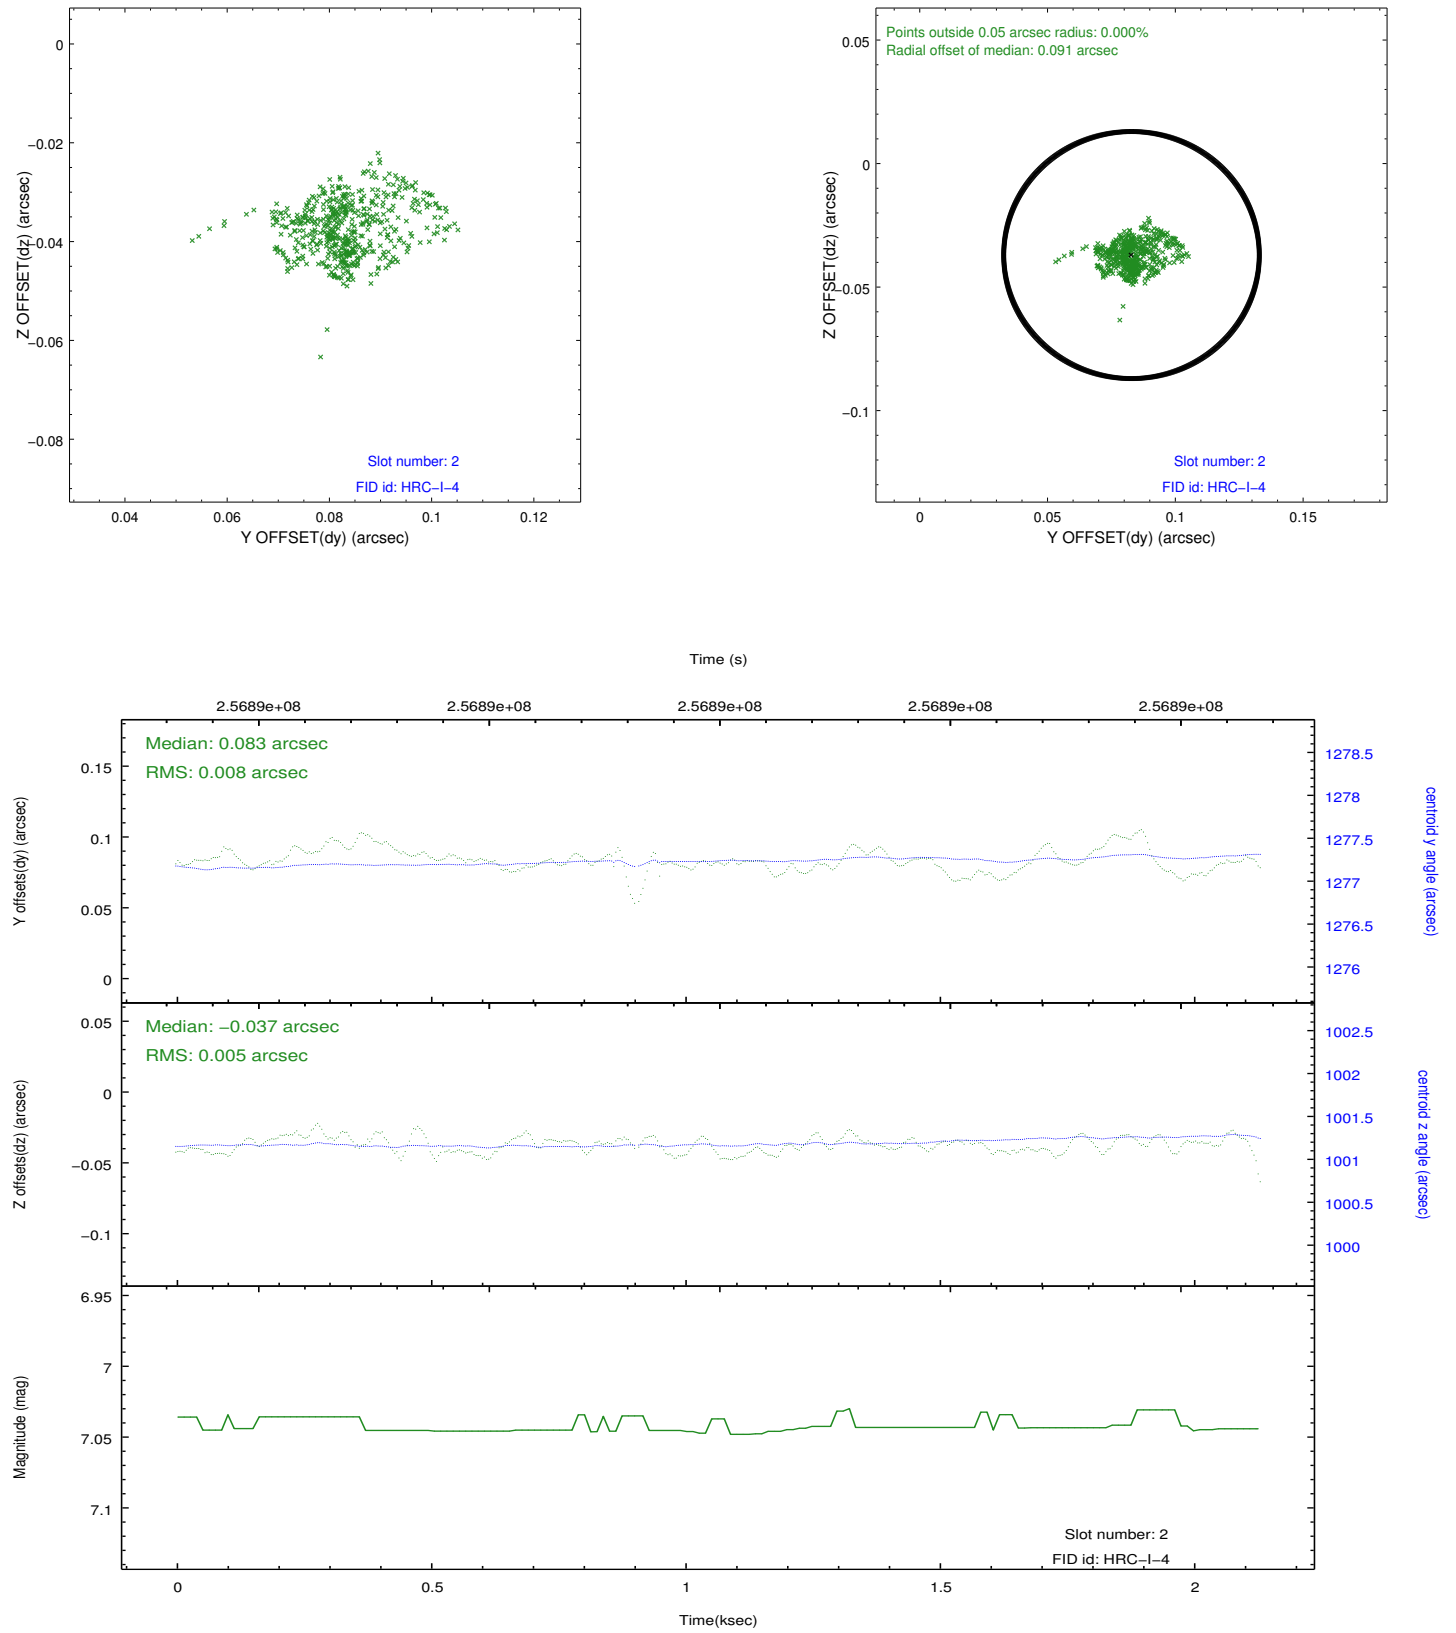 0
−0.02
−0.04
−0.06
−0.08
Z OFFSET(dz) (arcsec)
0.04 0.06 0.08 0.1 0.12
Y OFFSET(dy) (arcsec)
Slot number: 2
FID id: HRC−I−4
Points outside 0.05 arcsec radius: 0.000%
Radial offset of median: 0.091 arcsec
0.05
0
−0.05
−0.1
Z OFFSET(dz) (arcsec)
0 0.05 0.1 0.15
Y OFFSET(dy) (arcsec)
Slot number: 2
FID id: HRC−I−4
Time (s)
2.5689e+08 2.5689e+08 2.5689e+08 2.5689e+08 2.5689e+08
Median: 0.083 arcsec
RMS: 0.008 arcsec
0.15
0.1
0.05
0
Y offsets(dy) (arcsec)
1278.5
1278
1277.5
1277
1276.5
1276
centroid y angle (arcsec)
Median: −0.037 arcsec
RMS: 0.005 arcsec
0.05
0
−0.05
−0.1
Z offsets(dz) (arcsec)
1002.5
1002
1001.5
1001
1000.5
1000
centroid z angle (arcsec)
6.95
7
7.05
7.1
Magnitude (mag)
Slot number: 2
FID id: HRC−I−4
0 0.5 1 1.5 2
Time(ksec)